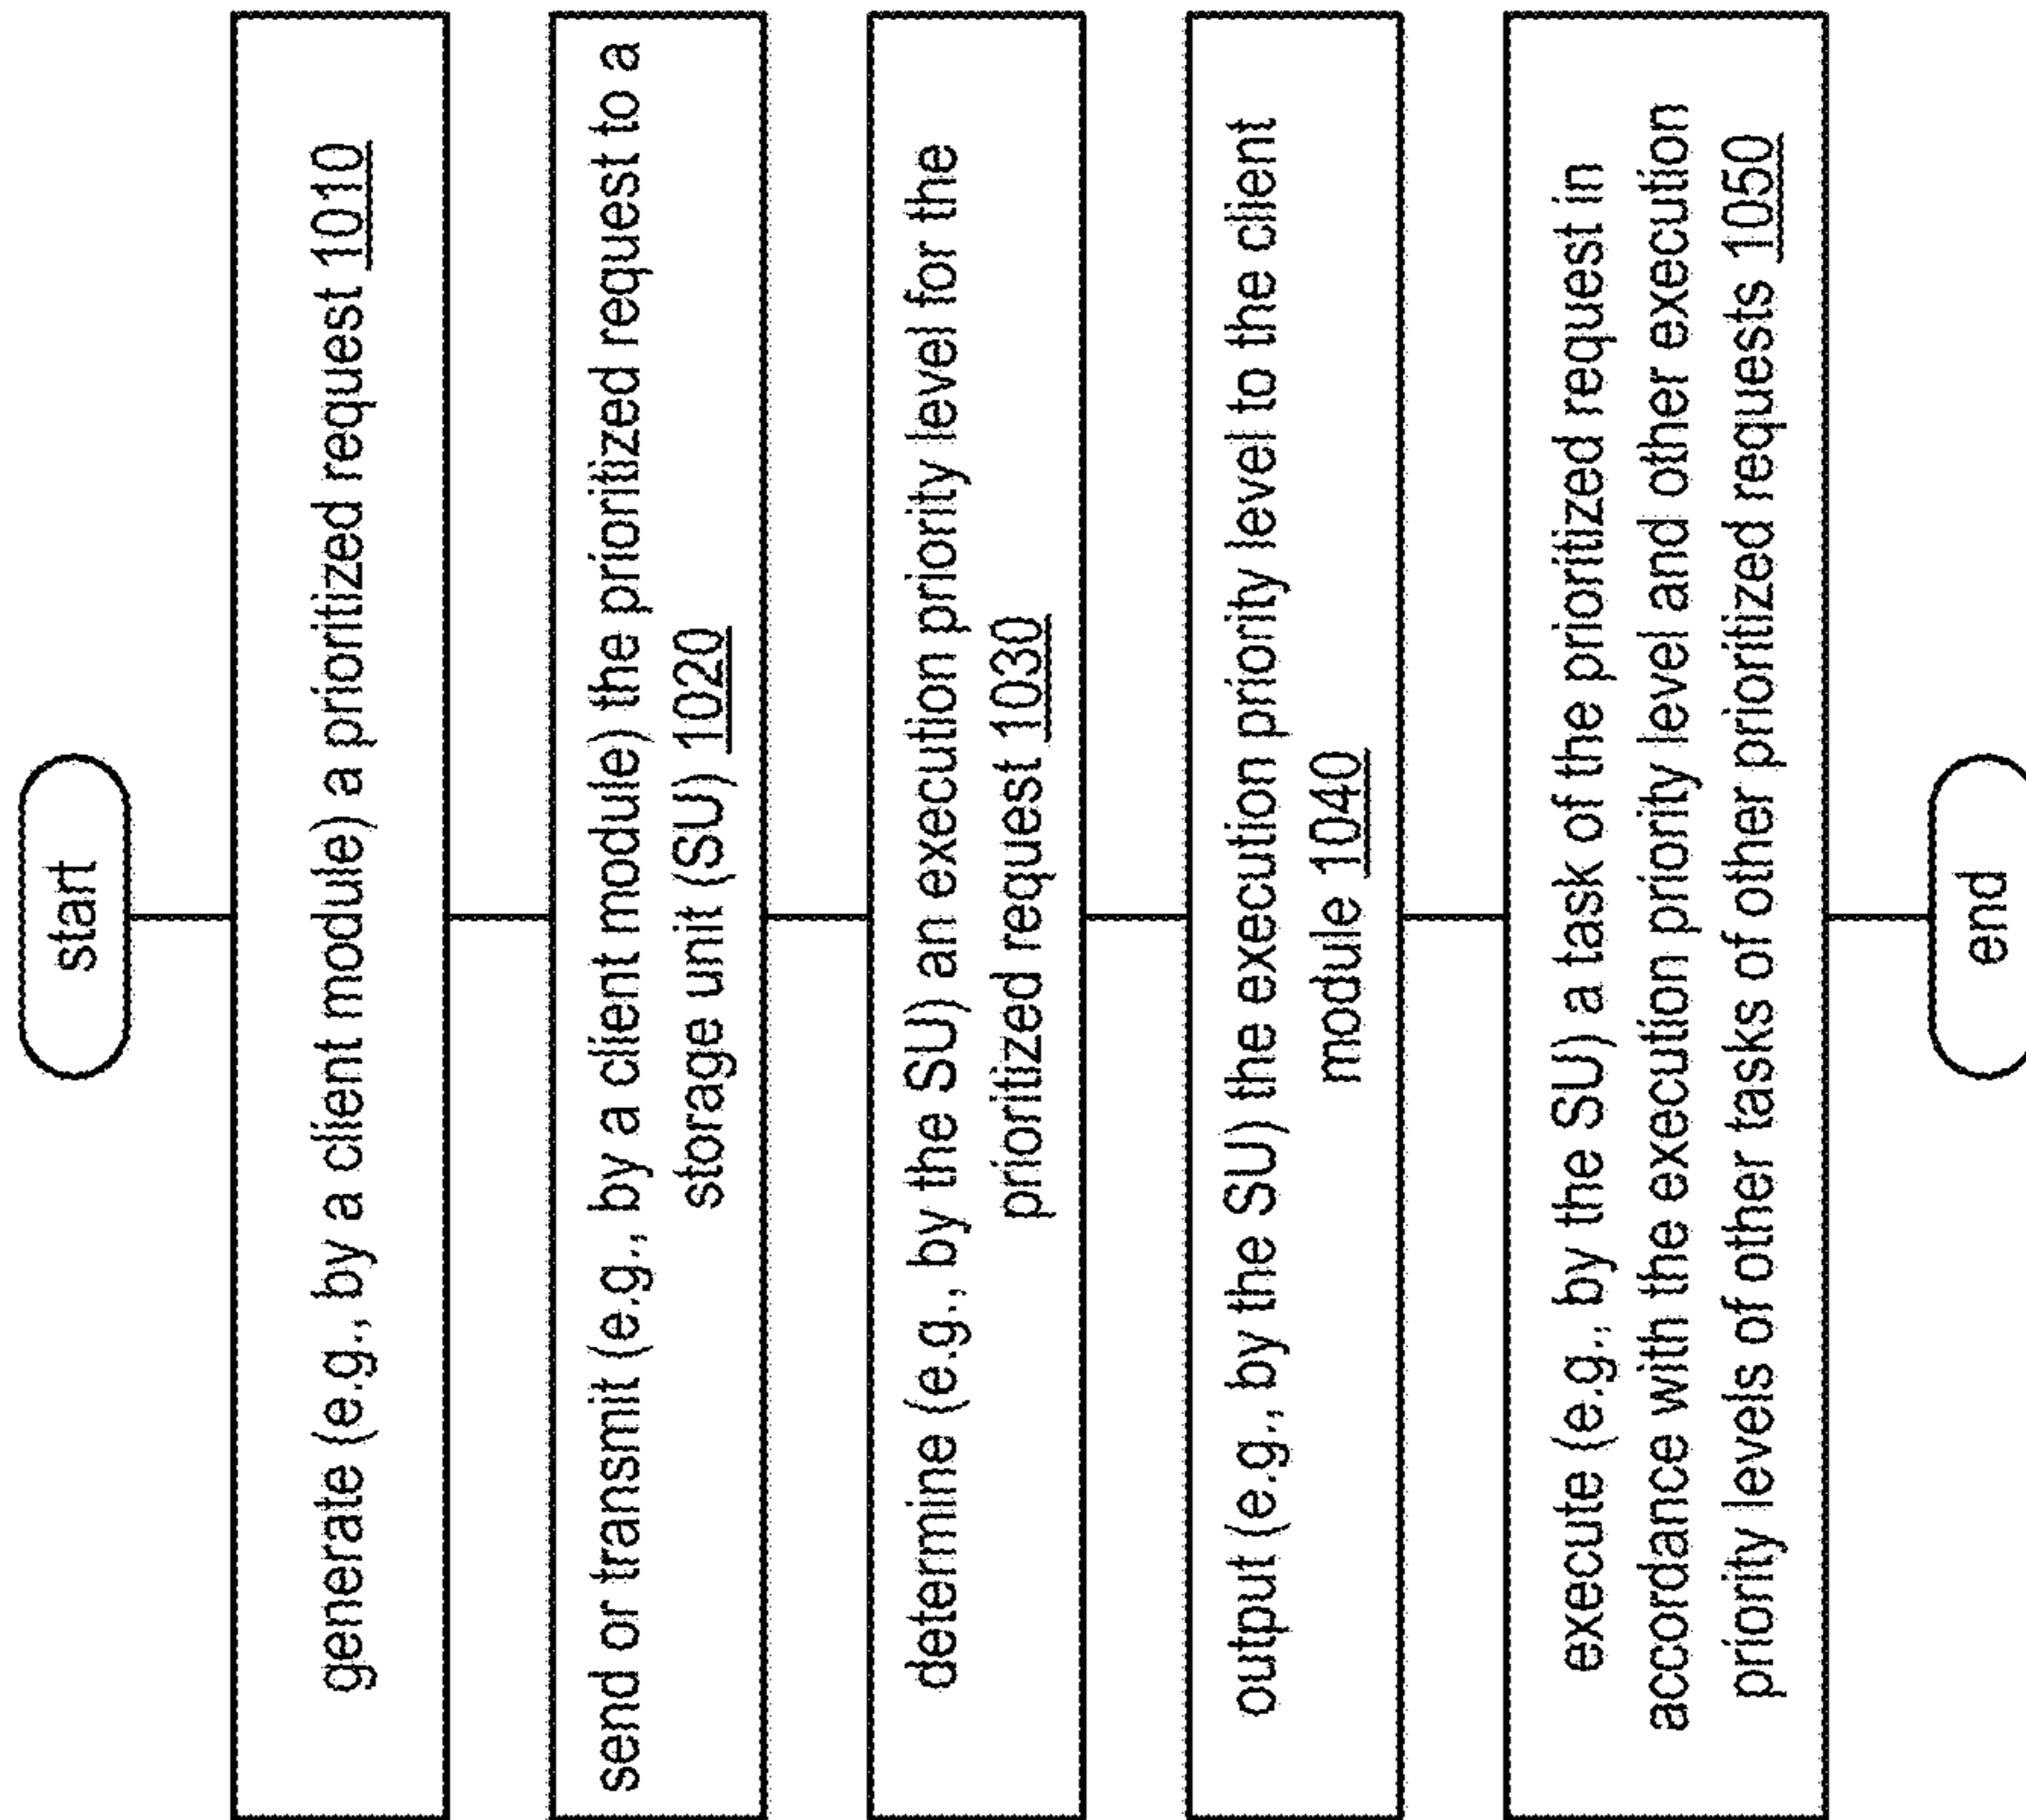 start
generate (e.g., by a client module) a prioritized request 1010
send or transmit (e.g., by a client module) the prioritized request to a
storage unit (SU) 1020
determine (e.g., by the SU) an execution priority level for the
prioritized request 1030
output (e.g., by the SU) the execution priority level to the client
module 1040
execute (e.g., by the SU) a task of the prioritized request in
accordance with the execution priority level and other execution
priority levels of other tasks of other prioritized requests 1050
end